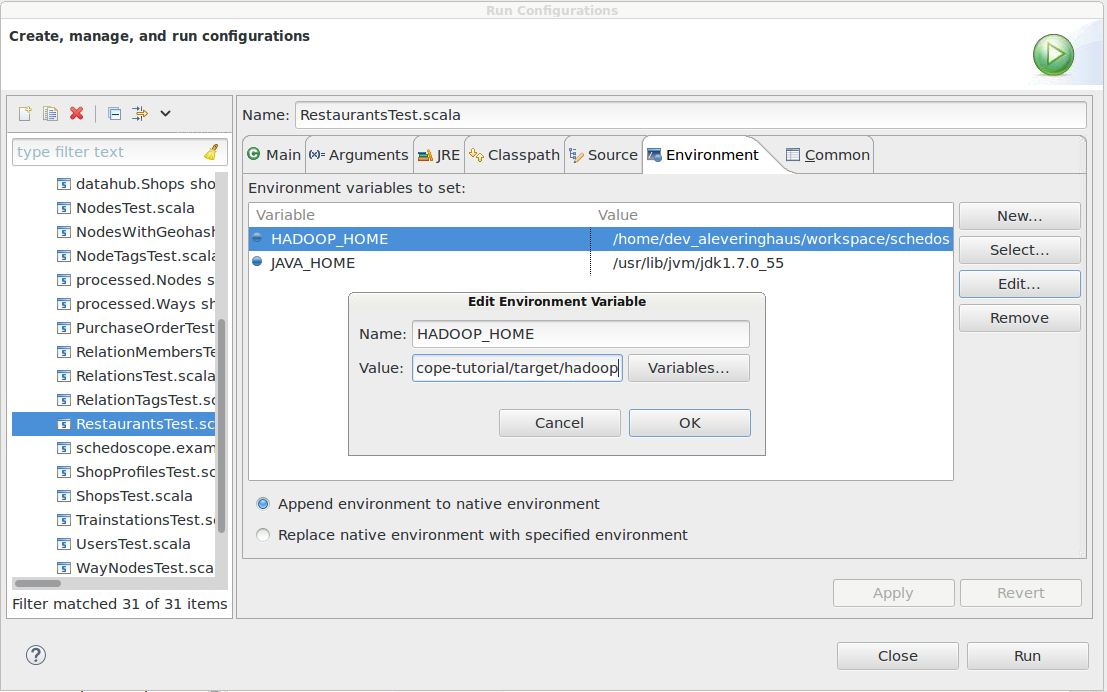 Run Configurations
Create, manage, and run configurations
type filter text
datahub.Shops sho
NodesTest.scala
NodesWithGeohash
NodeTagsTest.scala
processed.Nodes s
processed.Ways sh
PurchaseOrderTest
RelationMembersTe
RelationsTest.scala
RelationTagsTest.sc
RestaurantsTest.sc
schedoscope.exam
ShopProfilesTest.sc
ShopsTest.scala
TrainstationsTest.s
UsersTest.scala
WayNodesTest.sca
Filter matched 31 of 31 items
Name: RestaurantsTest.scala
Main (x)= Arguments JRE Classpath Source Environment Common
Environment variables to set:
Variable Value
HADOOP_HOME /home/dev_aleveringhaus/workspace/schedos
JAVA_HOME /usr/lib/jvm/jdk1.7.0_55
New...
Select...
Edit...
Remove
Edit Environment Variable
Name: HADOOP_HOME
Value: cope-tutorial/target/hadoop Variables...
Cancel OK
Append environment to native environment
Replace native environment with specified environment
Apply Revert
? Close Run